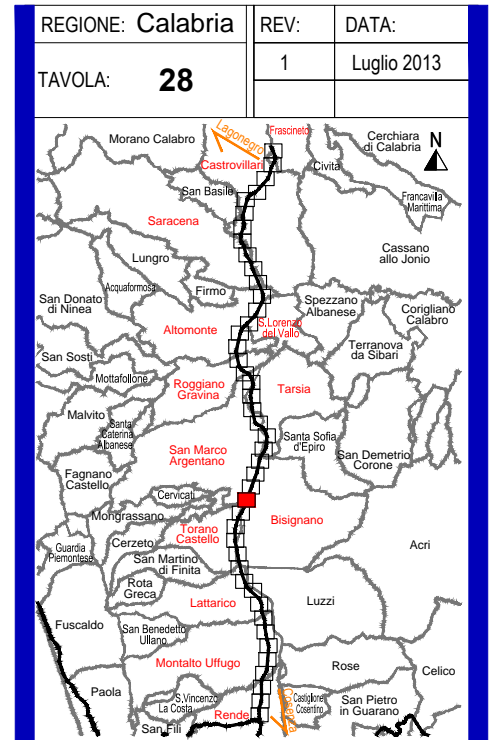 REGIONE: Calabria
REV:
DATA:
TAVOLA: 28
1
Luglio 2013
Lagonegro
Frascineto
Morano Calabro
Cerchiara
di Calabria
N
Castrovillari
Civita
San Basile
Francavilla
Marittima
Saracena
Cassano
allo Jonio
Lungro
Acquaformosa
Firmo
San Donato
di Ninea
Spezzano
Albanese
Corigliano
Calabro
Altomonte
S.Lorenzo
del Vallo
Terranova
da Sibari
San Sosti
Mottafollone
Roggiano
Gravina
Tarsia
Malvito
Santa
Caterina
Albanese
Santa Sofia
d'Epiro
San Marco
Argentano
San Demetrio
Corone
Fagnano
Castello
Cervicati
Mongrassano
Bisignano
Torano
Castello
Guardia
Piemontese
Cerzeto
Acri
San Martino
di Finita
Rota
Greca
Lattarico
Luzzi
Fuscaldo
San Benedetto
Ullano
Montalto Uffugo
Rose
Celico
Paola
S.Vincenzo
La Costa
Cosenza
Castiglione
Cosentino
San Pietro
in Guarano
Rende
San Fili